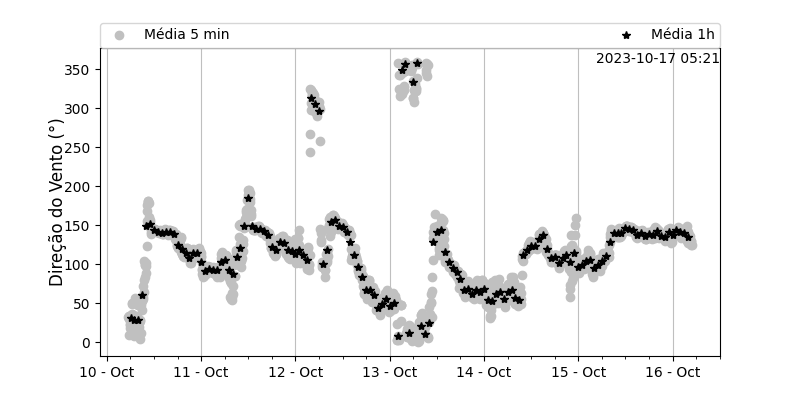 Média 5 min
Média 1h
2023-10-17 05:21
Direção do Vento (°)
350
300
250
200
150
100
50
0
10 - Oct
11 - Oct
12 - Oct
13 - Oct
14 - Oct
15 - Oct
16 - Oct